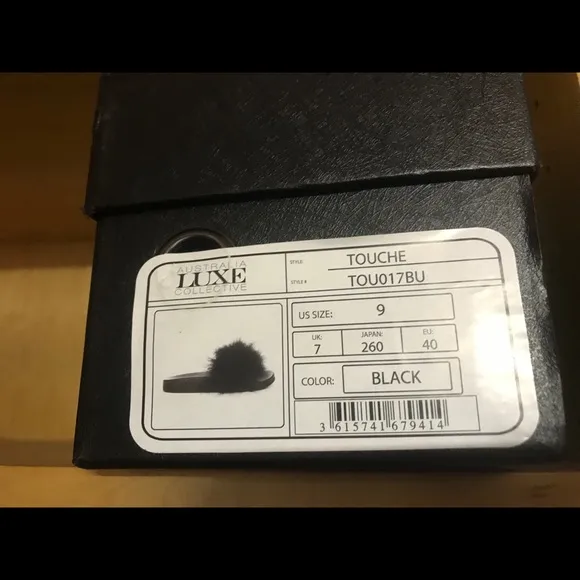 AUSTRALIA
LUXE
COLLECTIVE
STYLE: TOUCHE
STYLE # TOU017BU
US SIZE: 9
UK: 7 JAPAN: 260 EU: 40
COLOR: BLACK
3 615741 679414